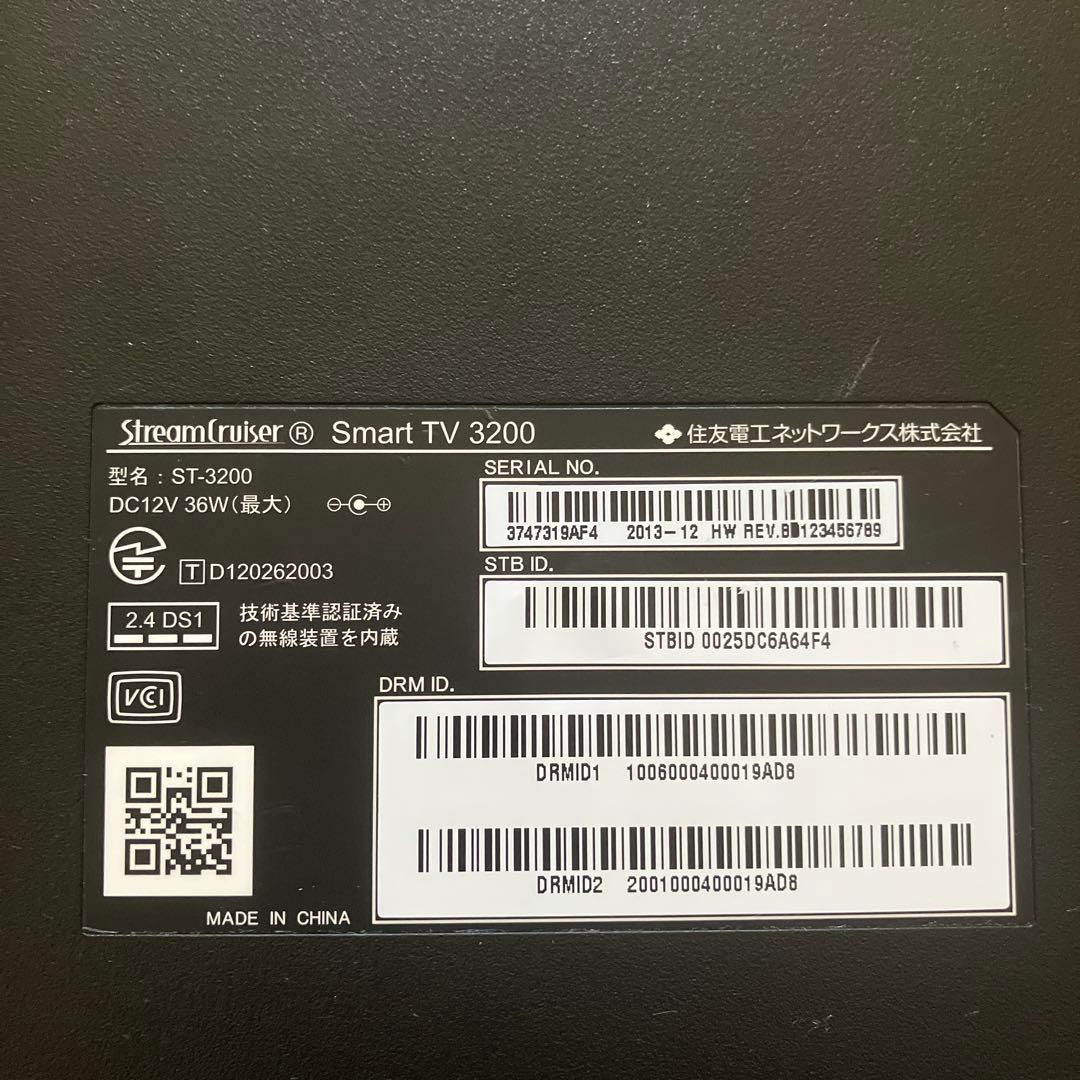 StreamCruiser® Smart TV 3200
住友電工ネットワークス株式会社
型名：ST-3200
DC12V 36W（最大）
T D120262003
2.4 DS1
技術基準認証済み
の無線装置を内蔵
VCI
MADE IN CHINA
SERIAL NO.
3747319AF4 2013-12 HW REV.B 123456789
STB ID.
STBID 0025DC6A64F4
DRM ID.
DRMID1 1006000400019AD8
DRMID2 2001000400019AD8